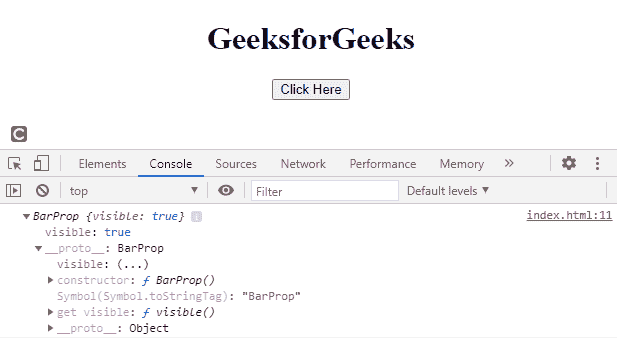 GeeksforGeeks
Click Here
C
Elements Console Sources Network Performance Memory »
top ▼ Filter Default levels ▼
▼BarProp {visible: true} i index.html:11
visible: true
▼__proto__: BarProp
visible: (...)
▶constructor: ƒ BarProp()
Symbol(Symbol.toStringTag): "BarProp"
▶get visible: ƒ visible()
▶__proto__: Object